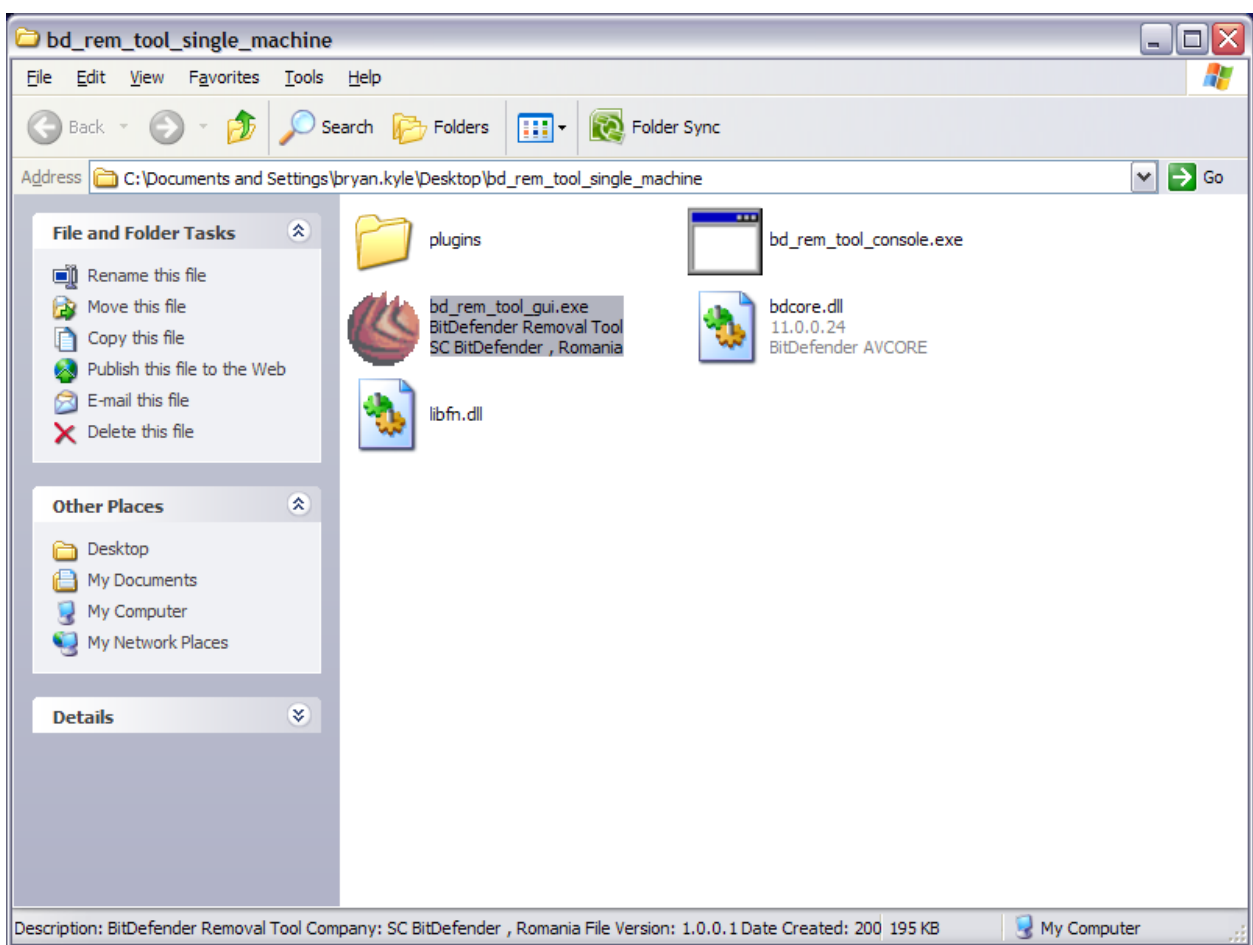 bd_rem_tool_single_machine
File Edit View Favorites Tools Help
Back Search Folders Folder Sync
Address C:\Documents and Settings\bryan.kyle\Desktop\bd_rem_tool_single_machine Go
File and Folder Tasks
Rename this file
Move this file
Copy this file
Publish this file to the Web
E-mail this file
Delete this file
Other Places
Desktop
My Documents
My Computer
My Network Places
Details
plugins
bd_rem_tool_console.exe
bd_rem_tool_gui.exe
BitDefender Removal Tool
SC BitDefender , Romania
bdcore.dll
11.0.0.24
BitDefender AVCORE
libfn.dll
Description: BitDefender Removal Tool Company: SC BitDefender , Romania File Version: 1.0.0.1 Date Created: 200 195 KB My Computer